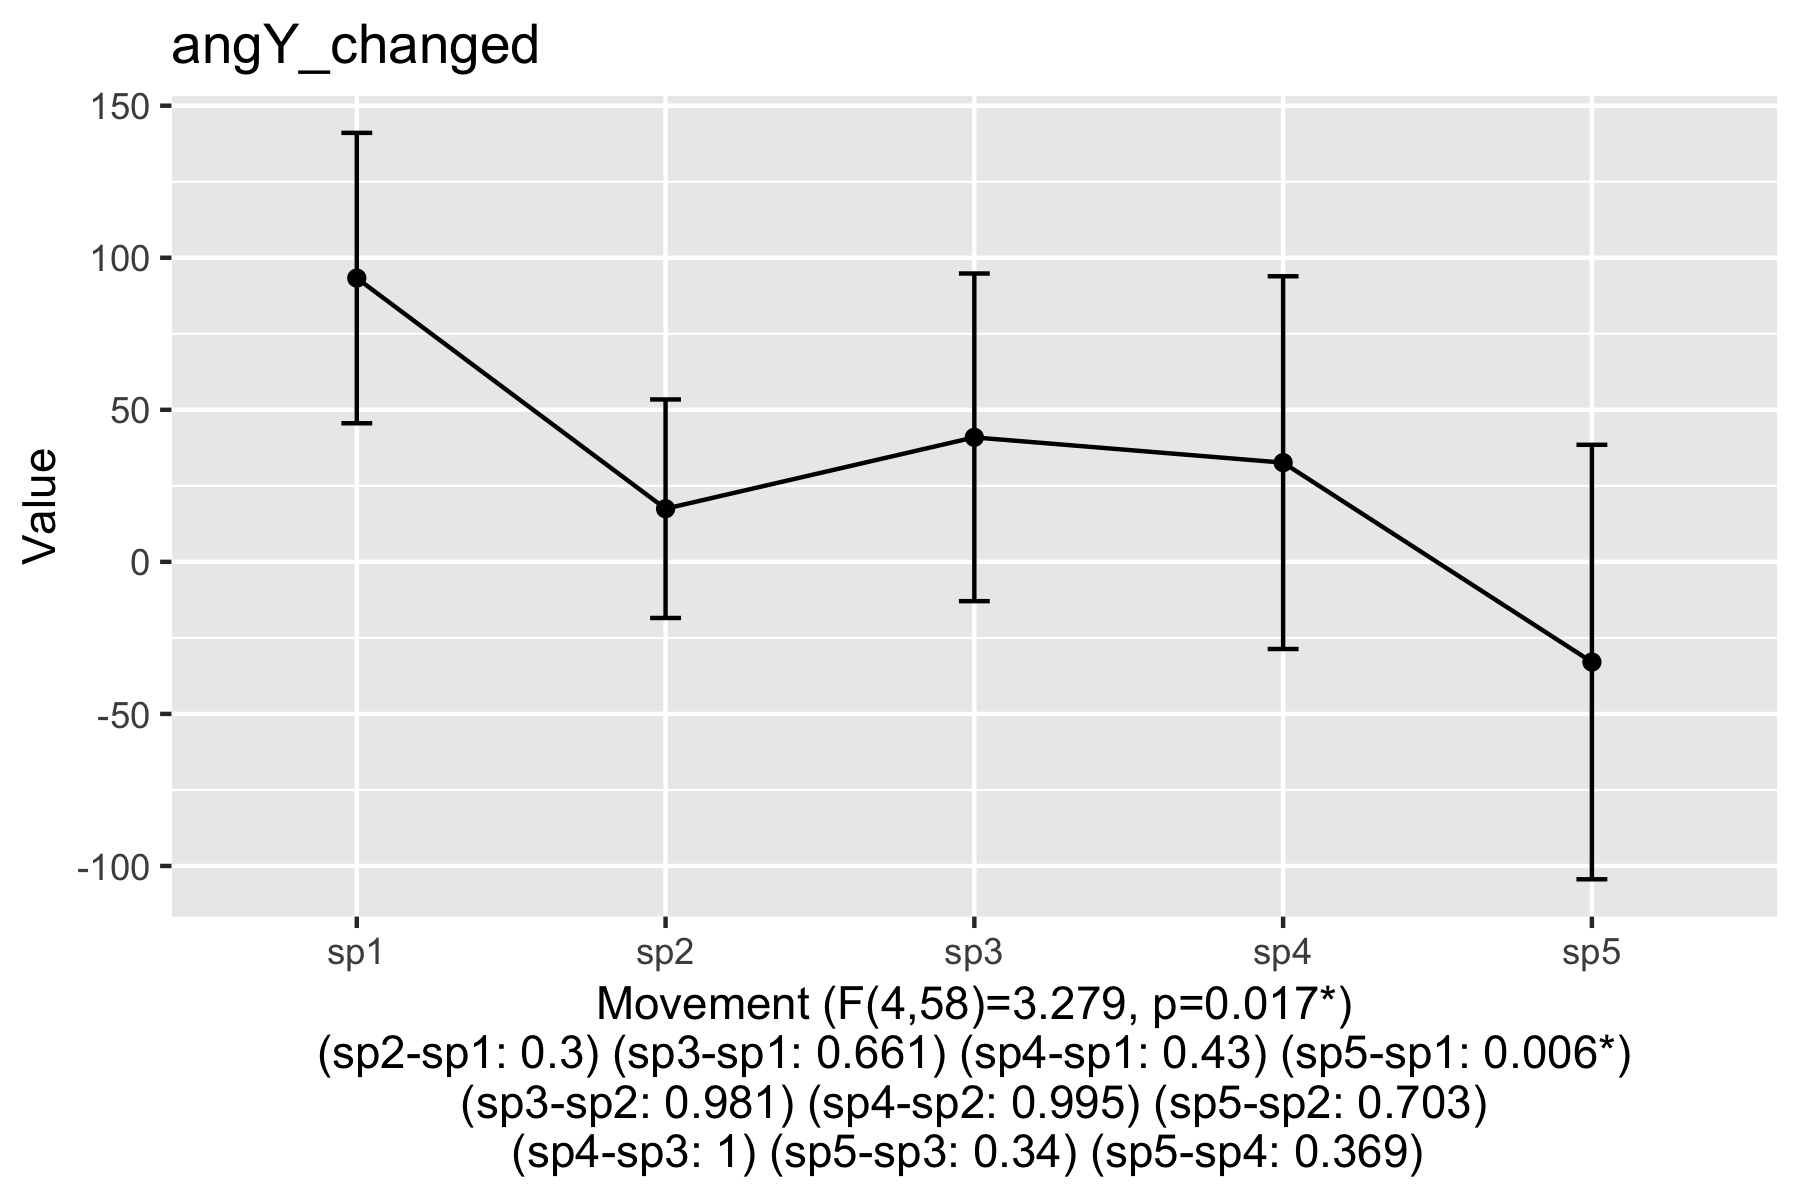 angY_changed
150
100
50
0
-50
-100
Value
sp1 sp2 sp3 sp4 sp5
Movement (F(4,58)=3.279, p=0.017*)
(sp2-sp1: 0.3) (sp3-sp1: 0.661) (sp4-sp1: 0.43) (sp5-sp1: 0.006*)
(sp3-sp2: 0.981) (sp4-sp2: 0.995) (sp5-sp2: 0.703)
(sp4-sp3: 1) (sp5-sp3: 0.34) (sp5-sp4: 0.369)